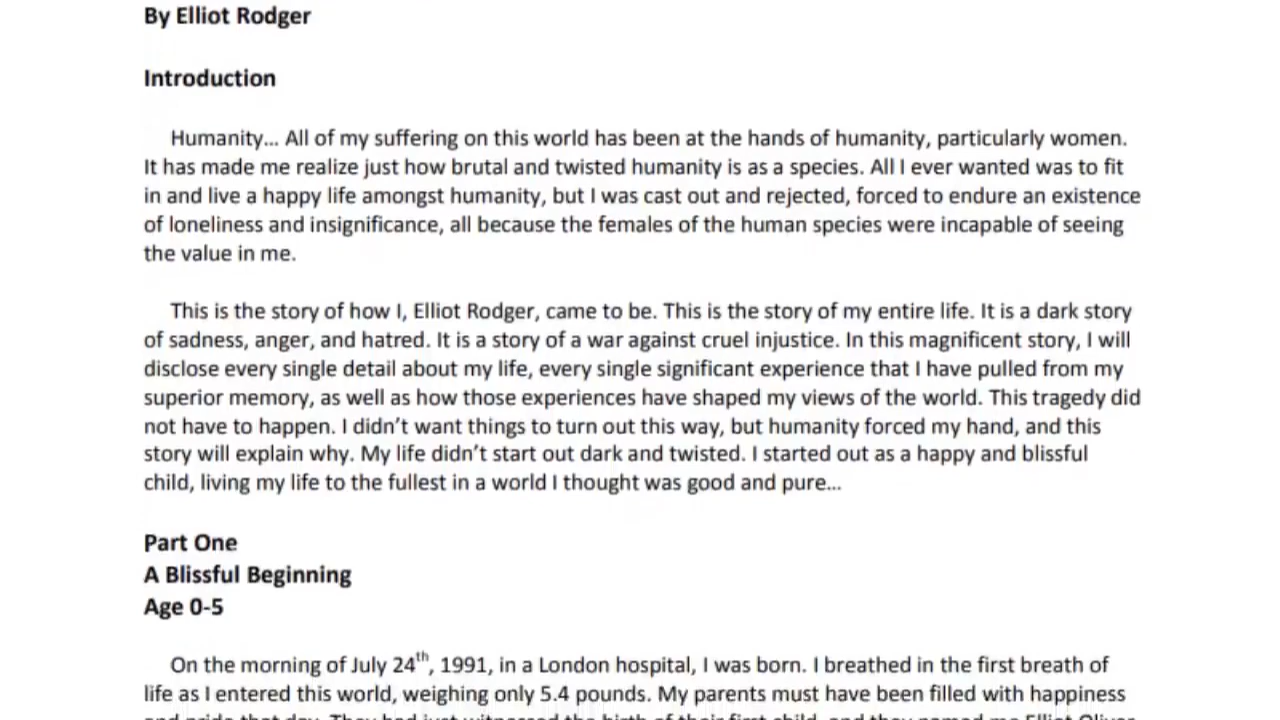 By Elliot Rodger
Introduction
Humanity... All of my suffering on this world has been at the hands of humanity, particularly women.
It has made me realize just how brutal and twisted humanity is as a species. All I ever wanted was to fit
in and live a happy life amongst humanity, but I was cast out and rejected, forced to endure an existence
of loneliness and insignificance, all because the females of the human species were incapable of seeing
the value in me.
This is the story of how I, Elliot Rodger, came to be. This is the story of my entire life. It is a dark story
of sadness, anger, and hatred. It is a story of a war against cruel injustice. In this magnificent story, I will
disclose every single detail about my life, every single significant experience that I have pulled from my
superior memory, as well as how those experiences have shaped my views of the world. This tragedy did
not have to happen. I didn’t want things to turn out this way, but humanity forced my hand, and this
story will explain why. My life didn’t start out dark and twisted. I started out as a happy and blissful
child, living my life to the fullest in a world I thought was good and pure...
Part One
A Blissful Beginning
Age 0-5
On the morning of July 24th, 1991, in a London hospital, I was born. I breathed in the first breath of
life as I entered this world, weighing only 5.4 pounds. My parents must have been filled with happiness